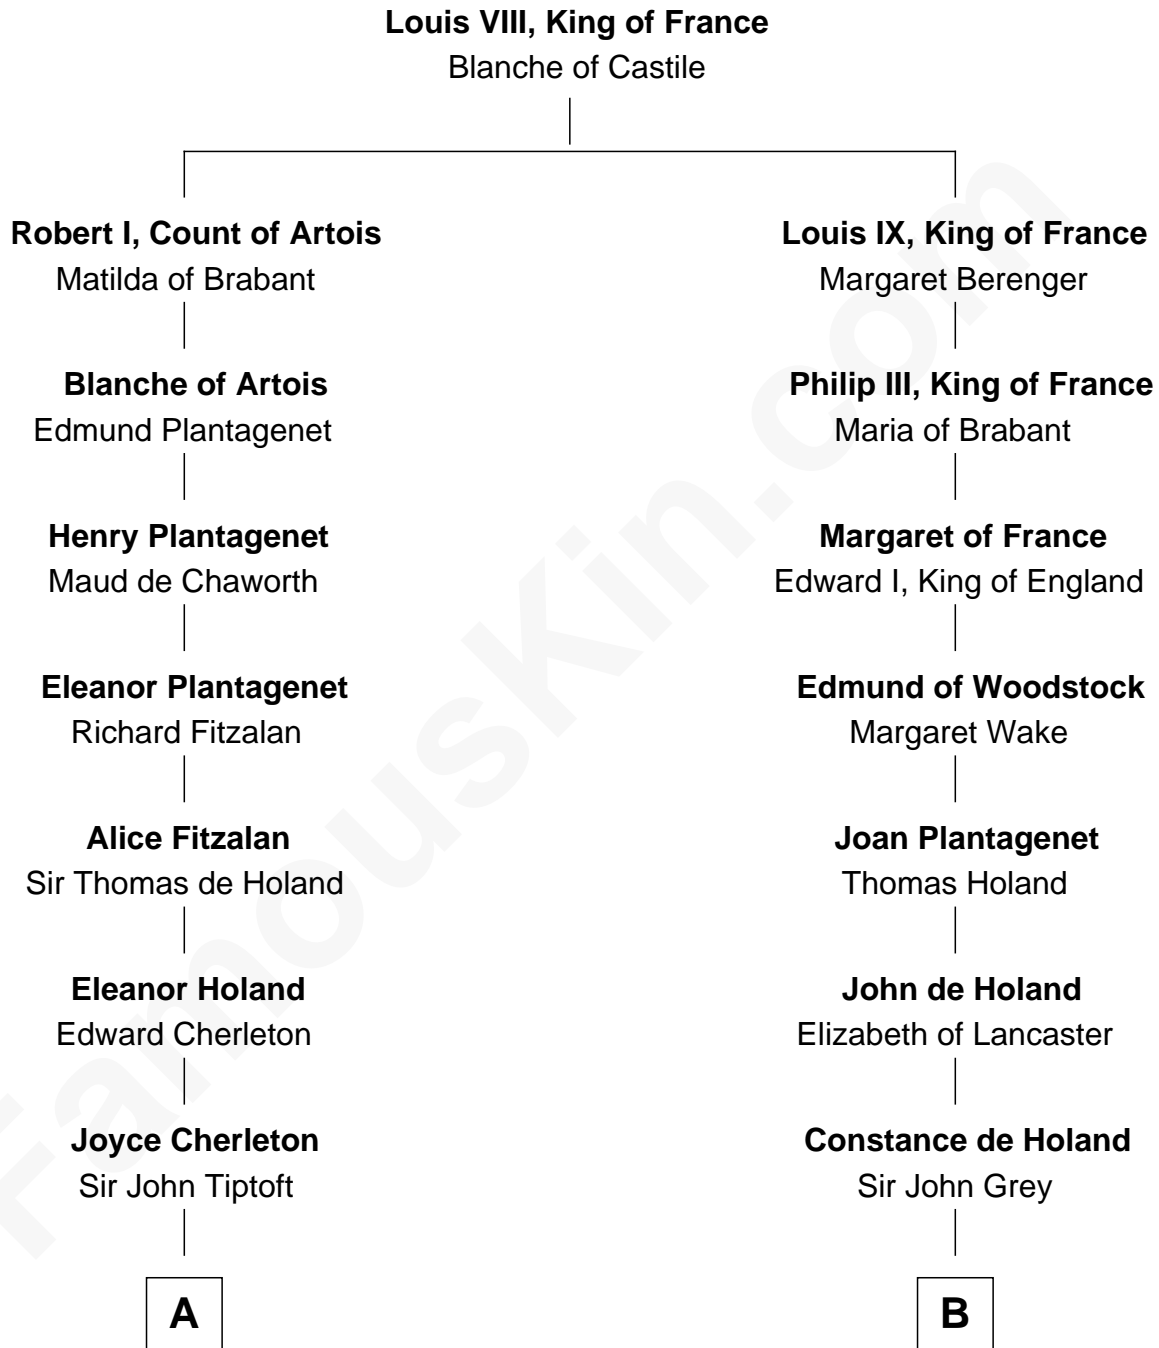 Louis VIII, King of France
Blanche of Castile
Robert I, Count of Artois
Matilda of Brabant
Louis IX, King of France
Margaret Berenger
Blanche of Artois
Edmund Plantagenet
Philip III, King of France
Maria of Brabant
Henry Plantagenet
Maud de Chaworth
Margaret of France
Edward I, King of England
Eleanor Plantagenet
Richard Fitzalan
Edmund of Woodstock
Margaret Wake
Alice Fitzalan
Sir Thomas de Holand
Joan Plantagenet
Thomas Holand
Eleanor Holand
Edward Cherleton
John de Holand
Elizabeth of Lancaster
Joyce Cherleton
Sir John Tiptoft
Constance de Holand
Sir John Grey
A
B
FamousKin.com